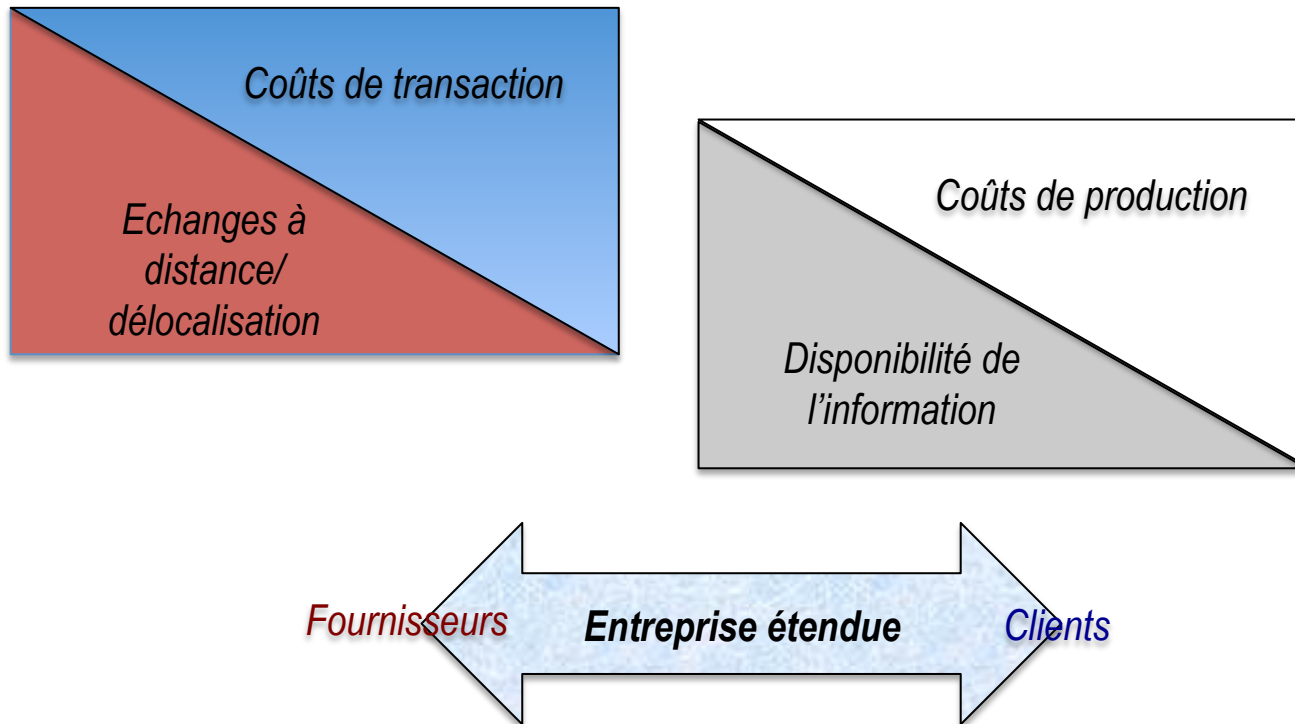 Coûts de transaction
Echanges à
distance/
délocalisation
Coûts de production
Disponibilité de
l’information
Fournisseurs
Entreprise étendue
Clients